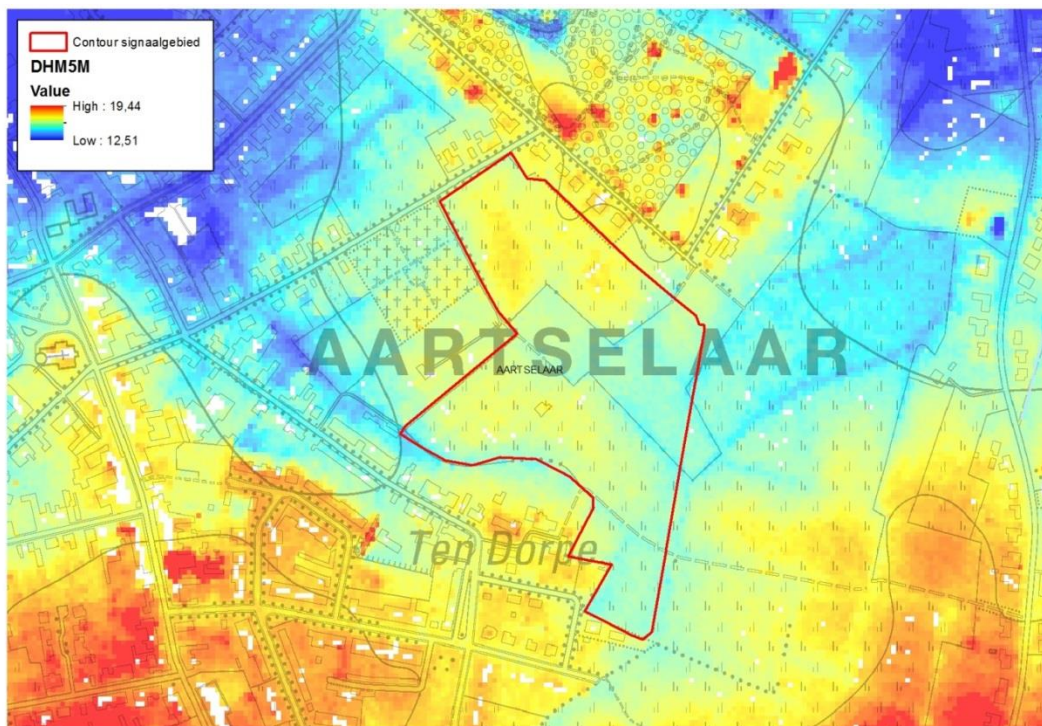 Contour signaalgebied
DHM5M
Value
High : 19,44
Low : 12,51
AARTSELAAR
AARTSELAAR
Ten Dorpe